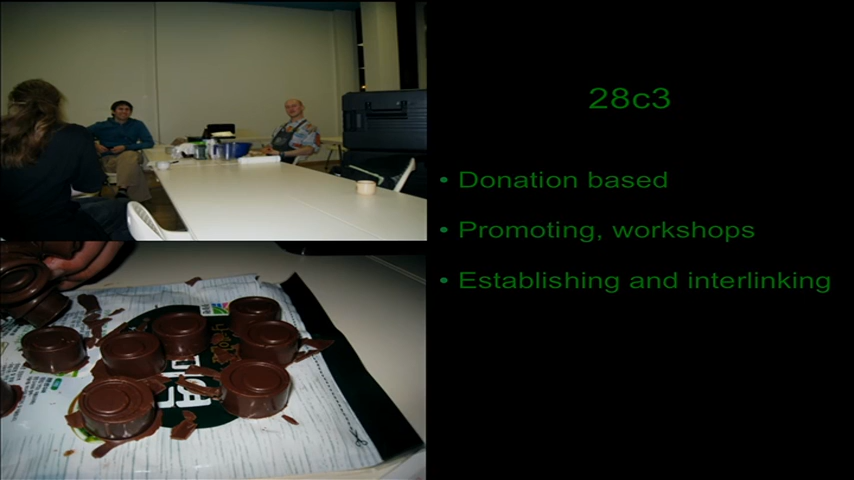 28c3
• Donation based
• Promoting, workshops
• Establishing and interlinking